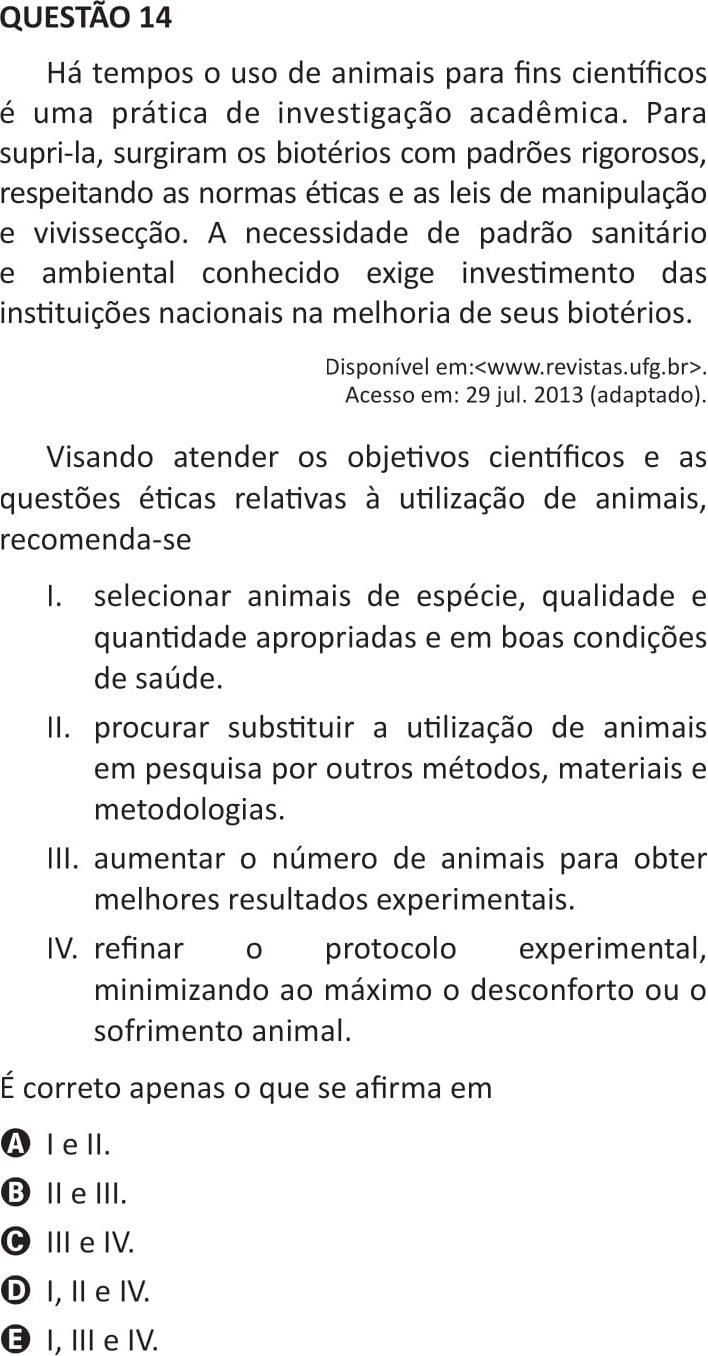 QUESTÃO 14
Há tempos o uso de animais para fins científicos
é uma prática de investigação acadêmica. Para
supri-la, surgiram os biotérios com padrões rigorosos,
respeitando as normas éticas e as leis de manipulação
e vivissecção. A necessidade de padrão sanitário
e ambiental conhecido exige investimento das
instituições nacionais na melhoria de seus biotérios.
Disponível em:<www.revistas.ufg.br>.
Acesso em: 29 jul. 2013 (adaptado).
Visando atender os objetivos científicos e as
questões éticas relativas à utilização de animais,
recomenda-se
I. selecionar animais de espécie, qualidade e
quantidade apropriadas e em boas condições
de saúde.
II. procurar substituir a utilização de animais
em pesquisa por outros métodos, materiais e
metodologias.
III. aumentar o número de animais para obter
melhores resultados experimentais.
IV. refinar o protocolo experimental,
minimizando ao máximo o desconforto ou o
sofrimento animal.
É correto apenas o que se afirma em
A I e II.
B II e III.
C III e IV.
D I, II e IV.
E I, III e IV.